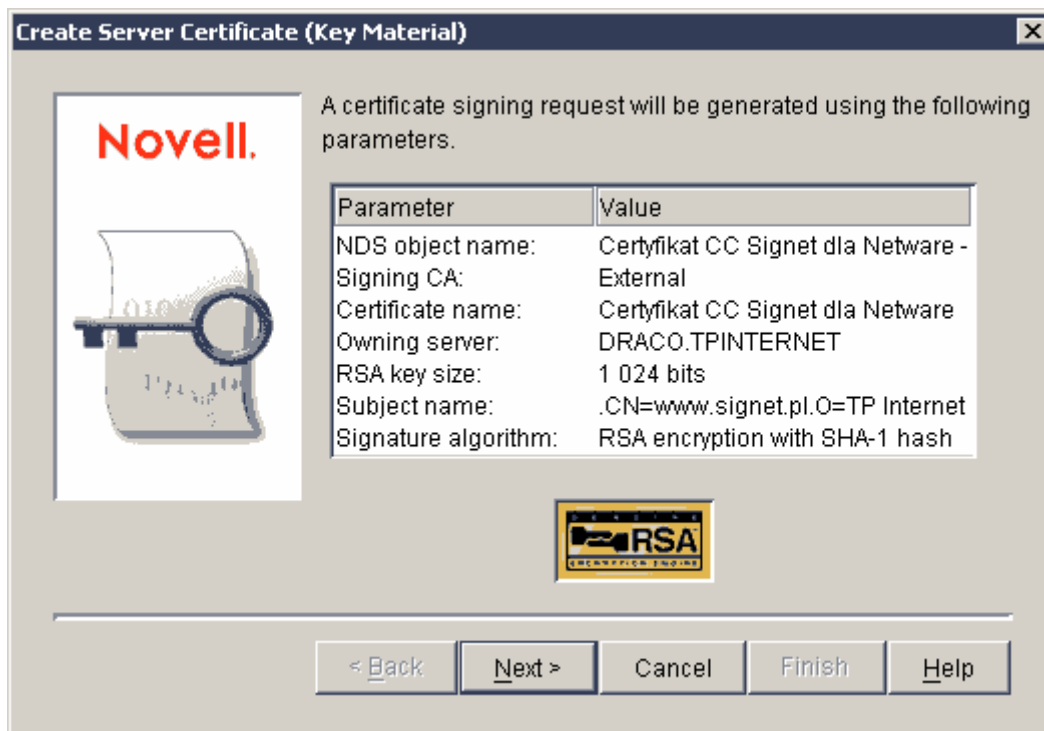 Create Server Certificate (Key Material)
Novell.
A certificate signing request will be generated using the following
parameters.
Parameter Value
NDS object name: Certyfikat CC Signet dla Netware -
Signing CA: External
Certificate name: Certyfikat CC Signet dla Netware
Owning server: DRACO.TPINTERNET
RSA key size: 1 024 bits
Subject name: .CN=www.signet.pl.O=TP Internet
Signature algorithm: RSA encryption with SHA-1 hash
RSA
ENCRYPTION ENGINE
< Back Next > Cancel Finish Help